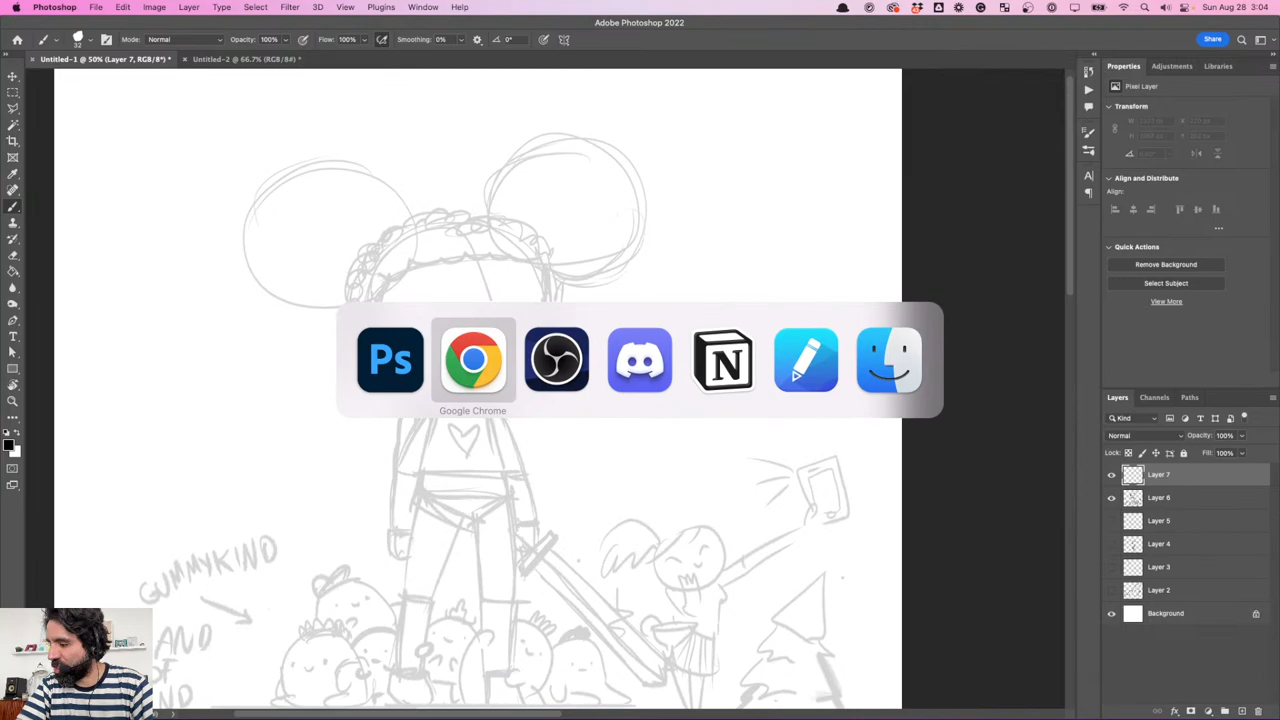 Photoshop File Edit Image Layer Type Select Filter 3D View Plugins Window Help Sun Aug 28 3:04
Adobe Photoshop 2022
32 Mode: Normal Opacity: 100% Flow: 100% Smoothing: 0% 0° Share
Untitled-1 @ 50% (Layer 7, RGB/8*) * Untitled-2 @ 66.7% (RGB/8#) *
Properties Adjustments Libraries
Pixel Layer
Transform
Align and Distribute
Align:
Quick Actions
Remove Background
Select Subject
View More
Ps
Google Chrome
Layers Channels Paths
Kind
Normal Opacity: 100%
Lock: Fill: 100%
Layer 7
Layer 6
Layer 5
Layer 4
Layer 3
Layer 2
Background
GUMMYKIND
AND
OF